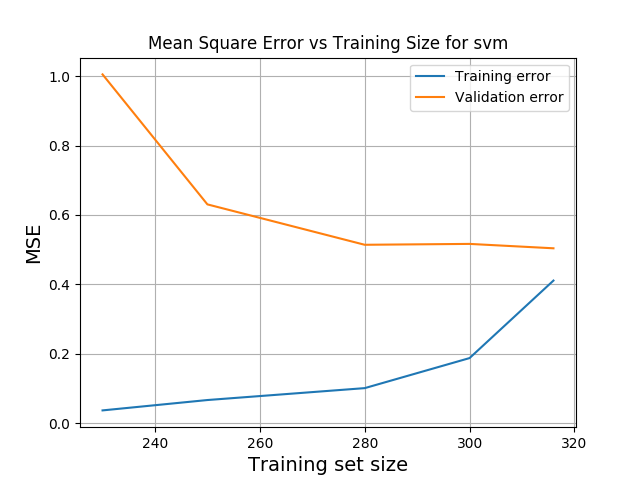 Mean Square Error vs Training Size for svm
Training error
Validation error
1.0
0.8
0.6
0.4
0.2
0.0
MSE
240
260
280
300
320
Training set size